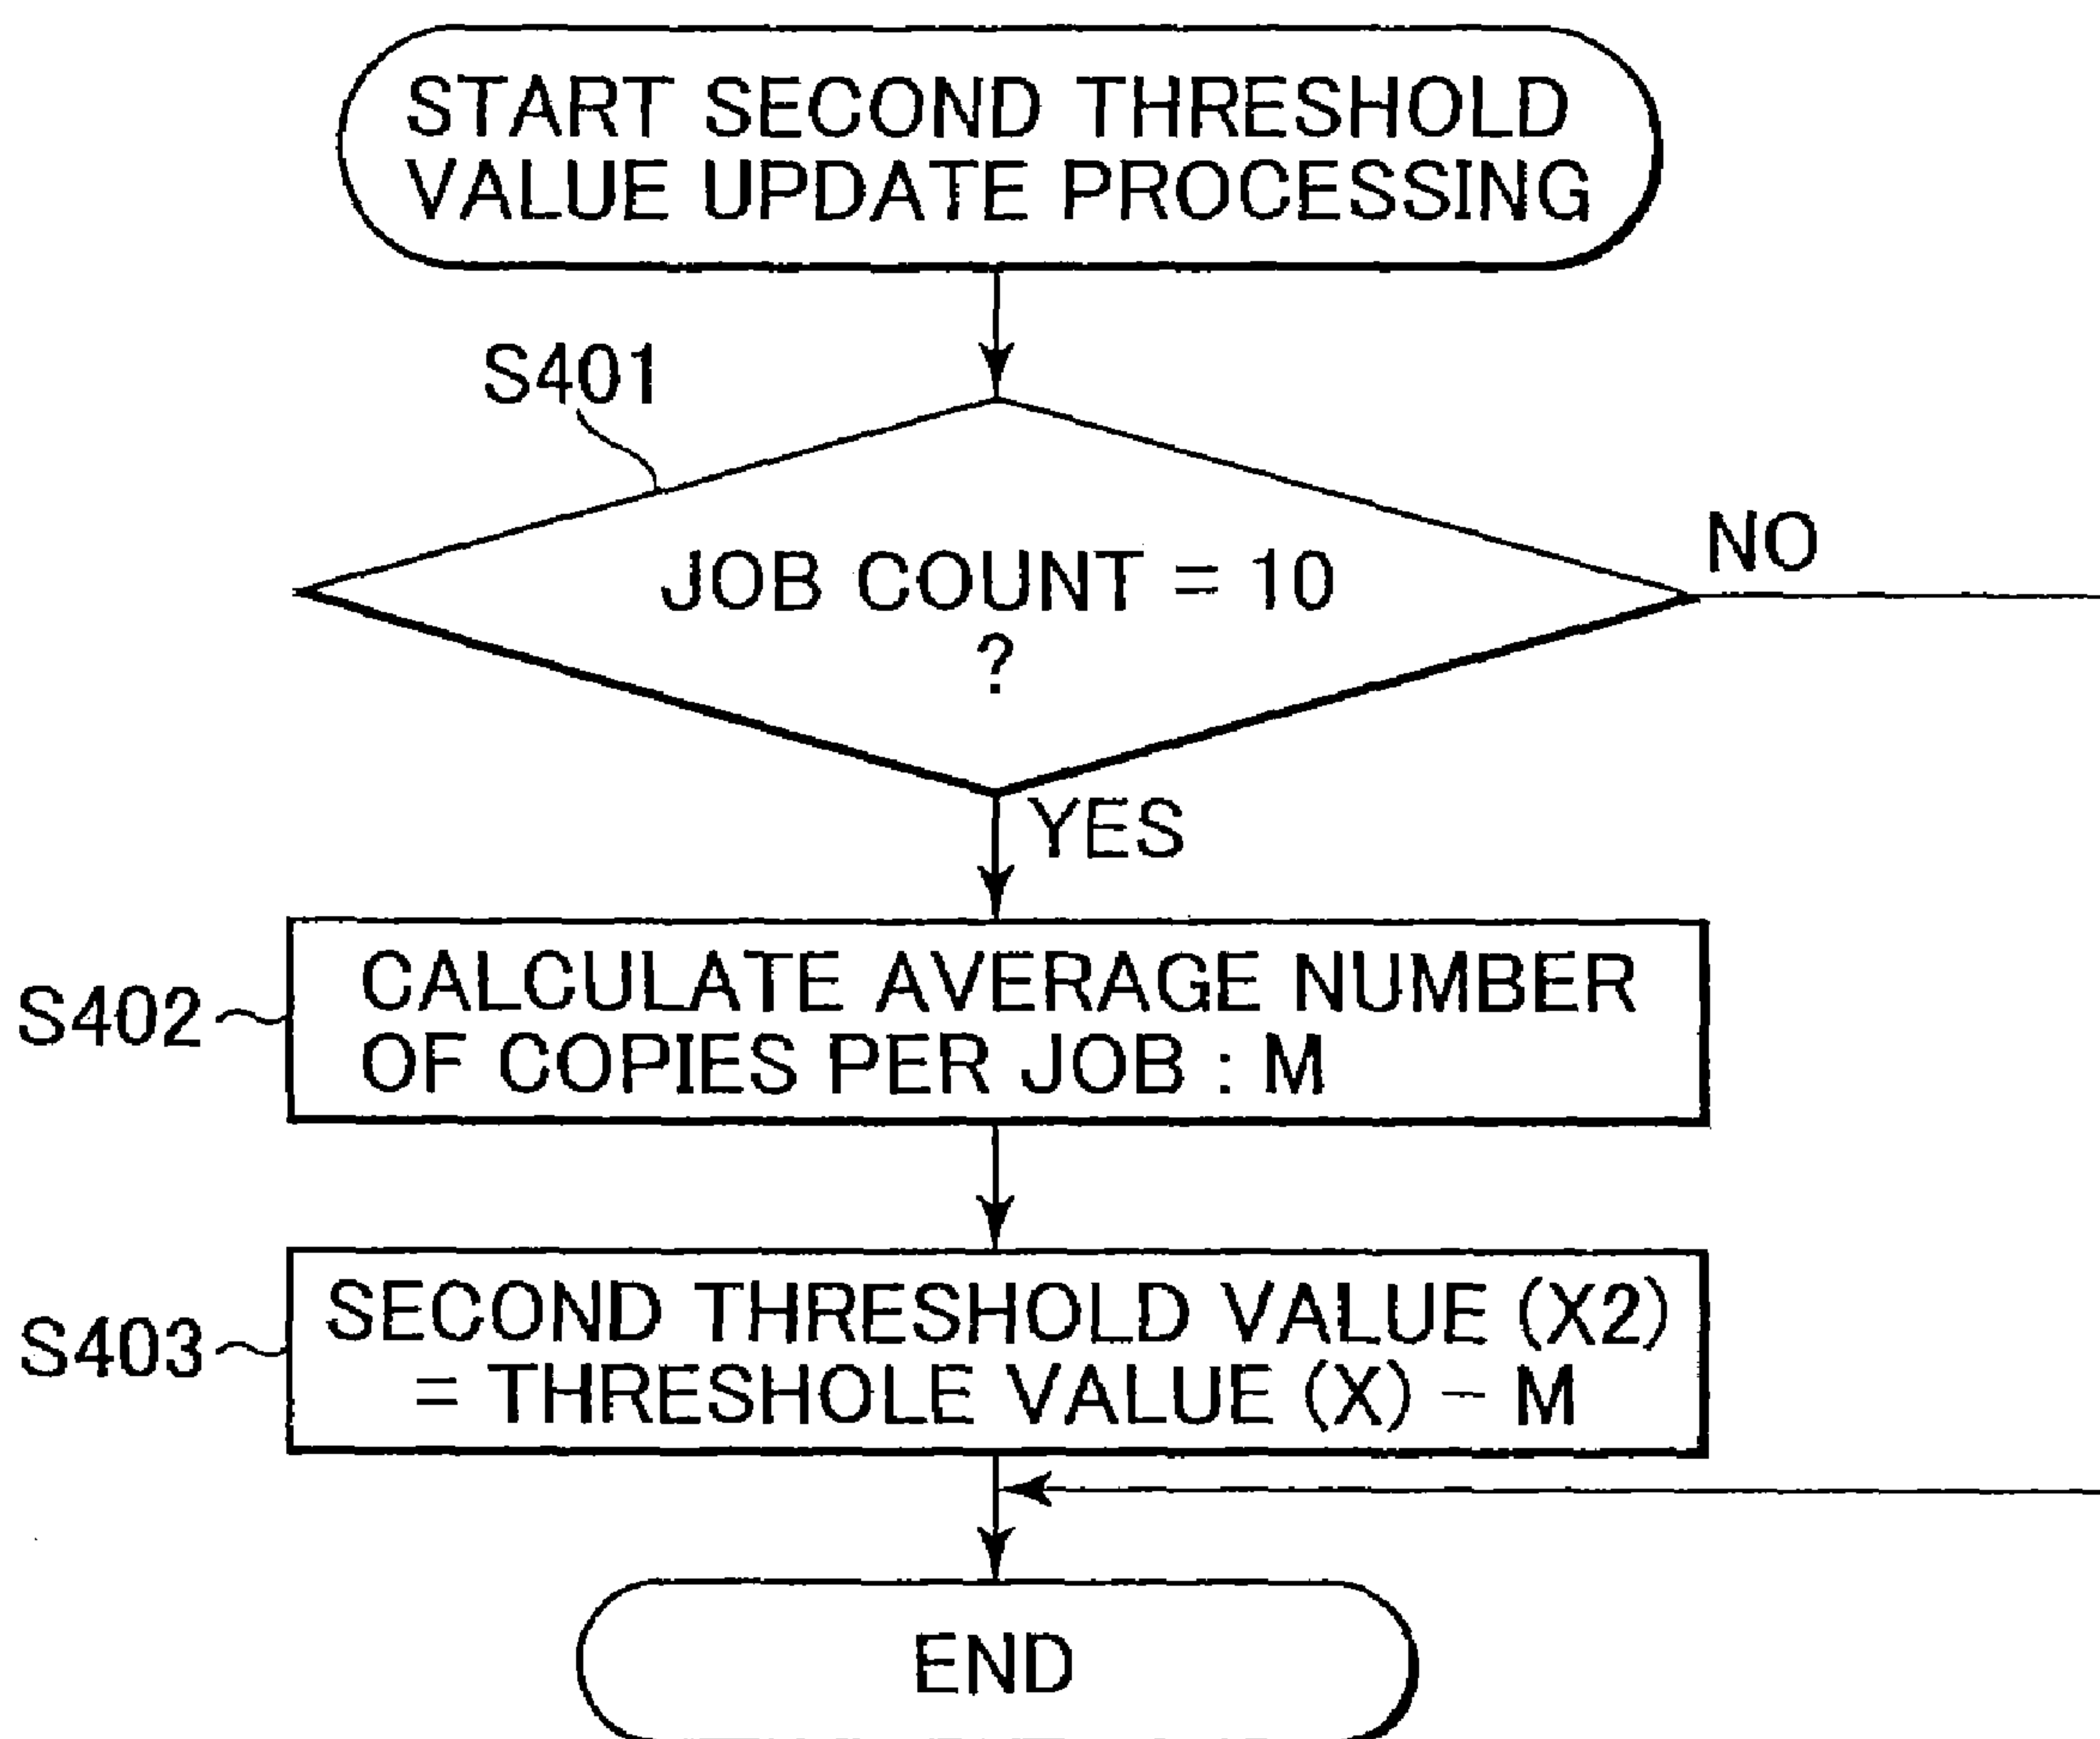 START SECOND THRESHOLD
VALUE UPDATE PROCESSING
S401
JOB COUNT = 10
?
NO
YES
S402
CALCULATE AVERAGE NUMBER
OF COPIES PER JOB : M
S403
SECOND THRESHOLD VALUE (X2)
= THRESHOLE VALUE (X) - M
END